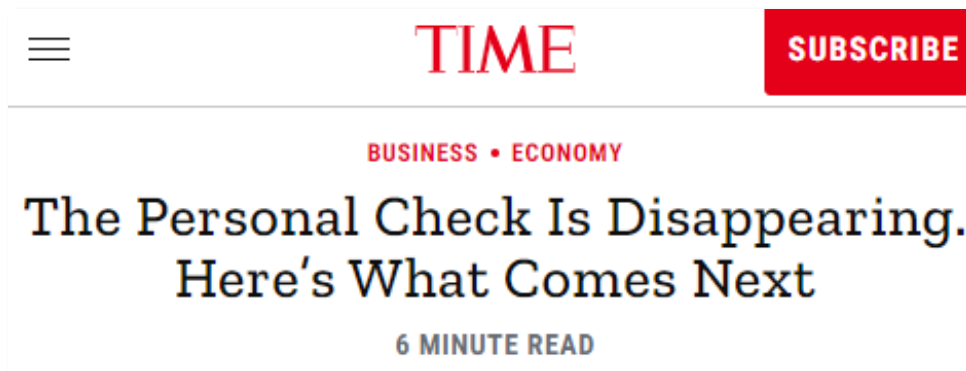 TIME
SUBSCRIBE
BUSINESS • ECONOMY
The Personal Check Is Disappearing.
Here’s What Comes Next
6 MINUTE READ